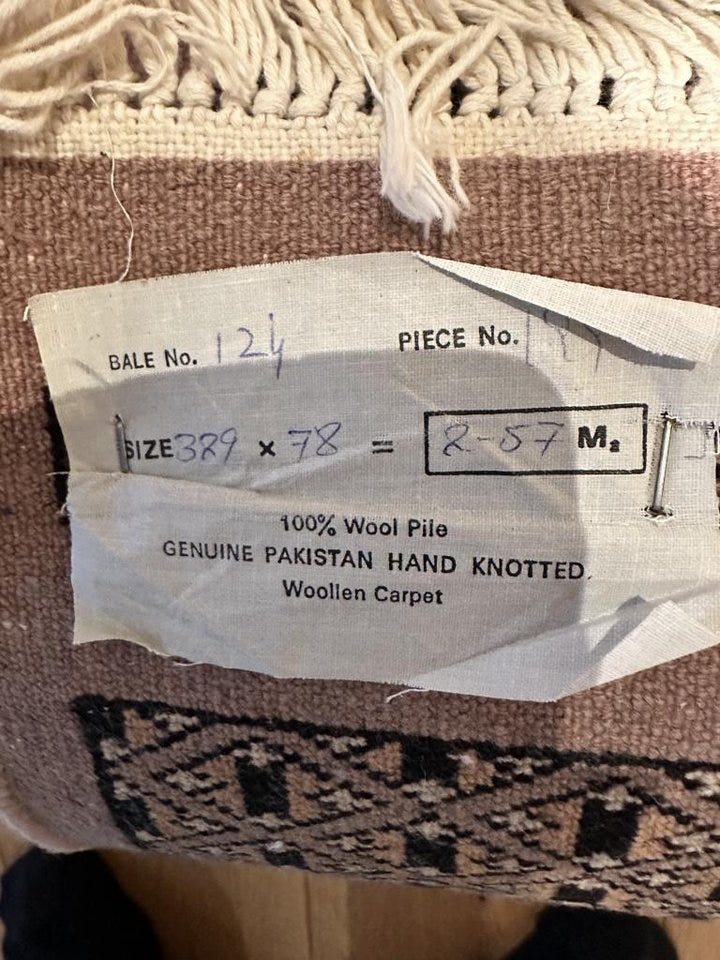 BALE No. 124 PIECE No.
SIZE 329 x 78 = 2-57 M₂
100% Wool Pile
GENUINE PAKISTAN HAND KNOTTED
Woollen Carpet